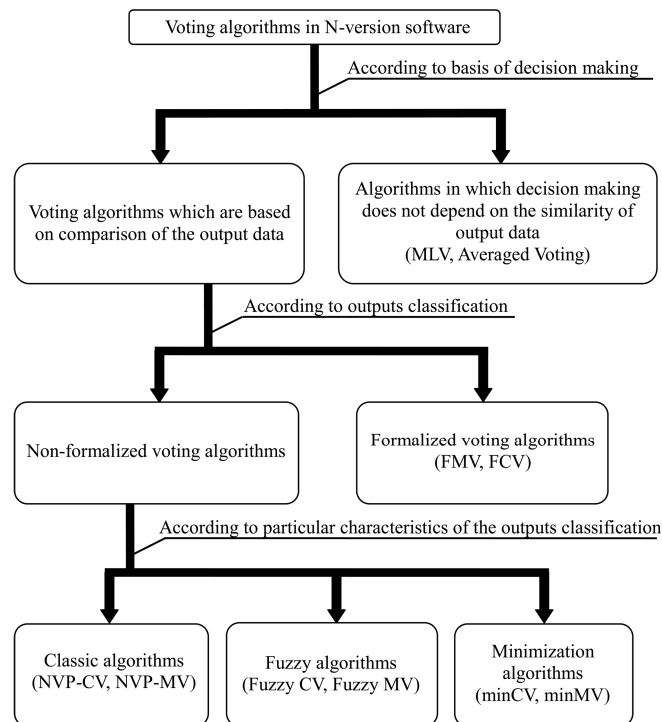 Voting algorithms in N-version software
According to basis of decision making
Voting algorithms which are based
on comparison of the output data
Algorithms in which decision making
does not depend on the similarity of
output data
(MLV, Averaged Voting)
According to outputs classification
Non-formalized voting algorithms
Formalized voting algorithms
(FMV, FCV)
According to particular characteristics of the outputs classification
Classic algorithms
(NVP-CV, NVP-MV)
Fuzzy algorithms
(Fuzzy CV, Fuzzy MV)
Minimization
algorithms
(minCV, minMV)